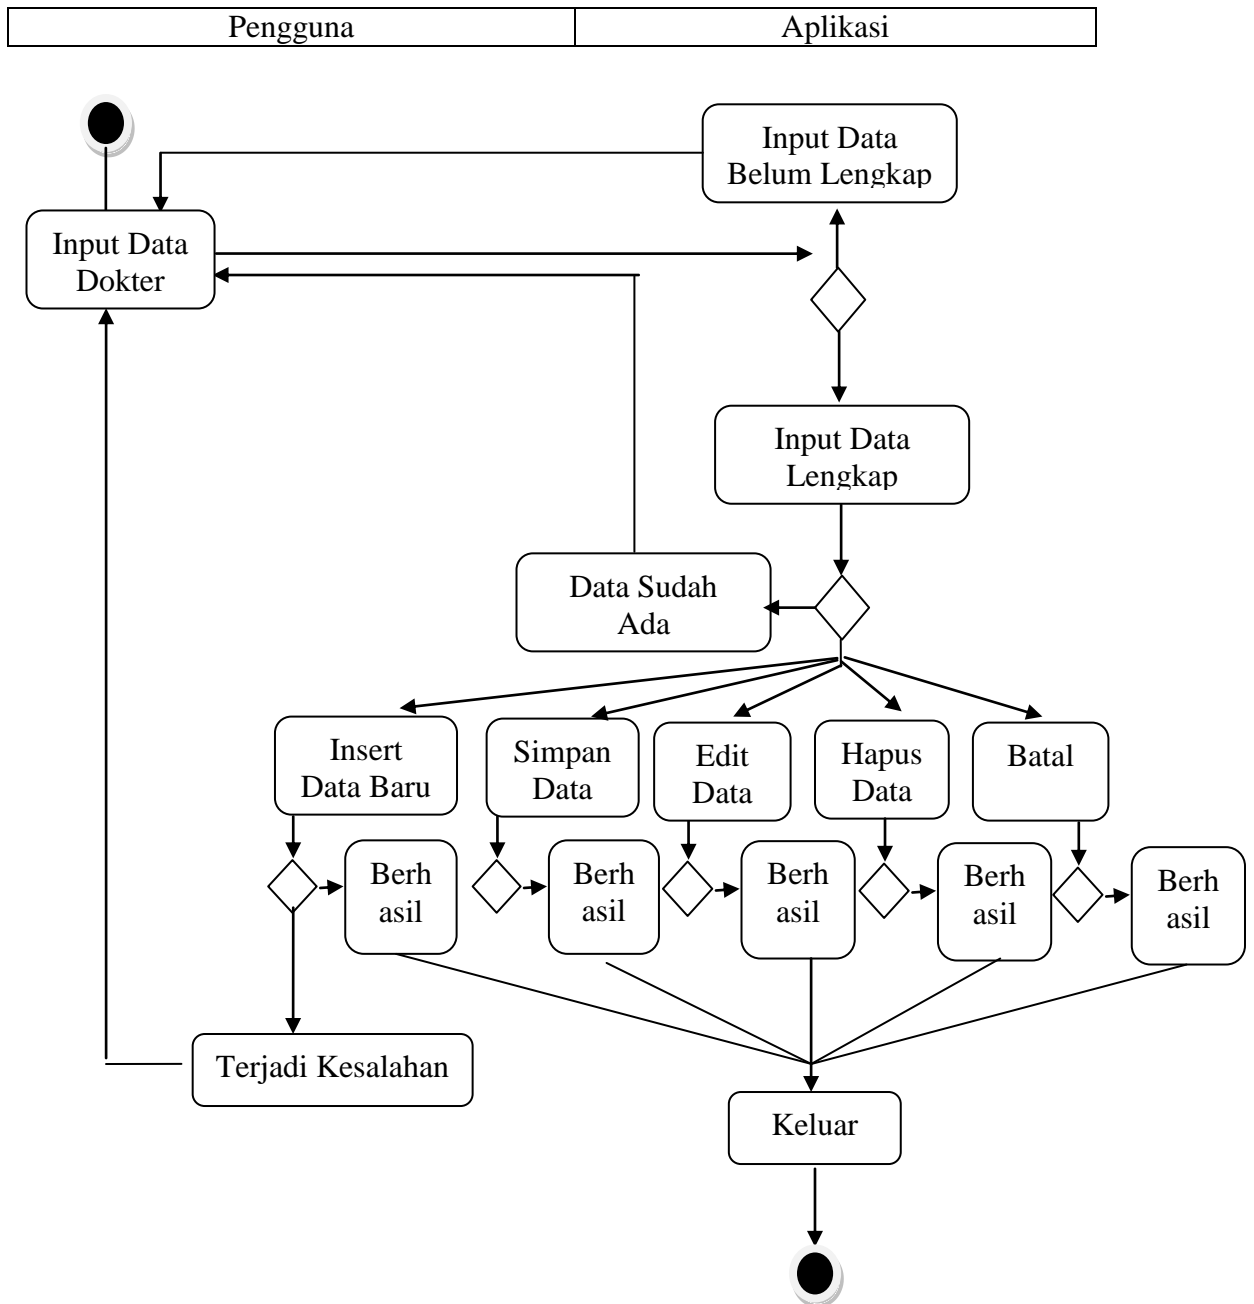 Pengguna
Aplikasi
Input Data
Belum Lengkap
Input Data
Dokter
Input Data
Lengkap
Data Sudah
Ada
Insert
Data Baru
Simpan
Data
Edit
Data
Hapus
Data
Batal
Berh
asil
Berh
asil
Berh
asil
Berh
asil
Berh
asil
Terjadi Kesalahan
Keluar